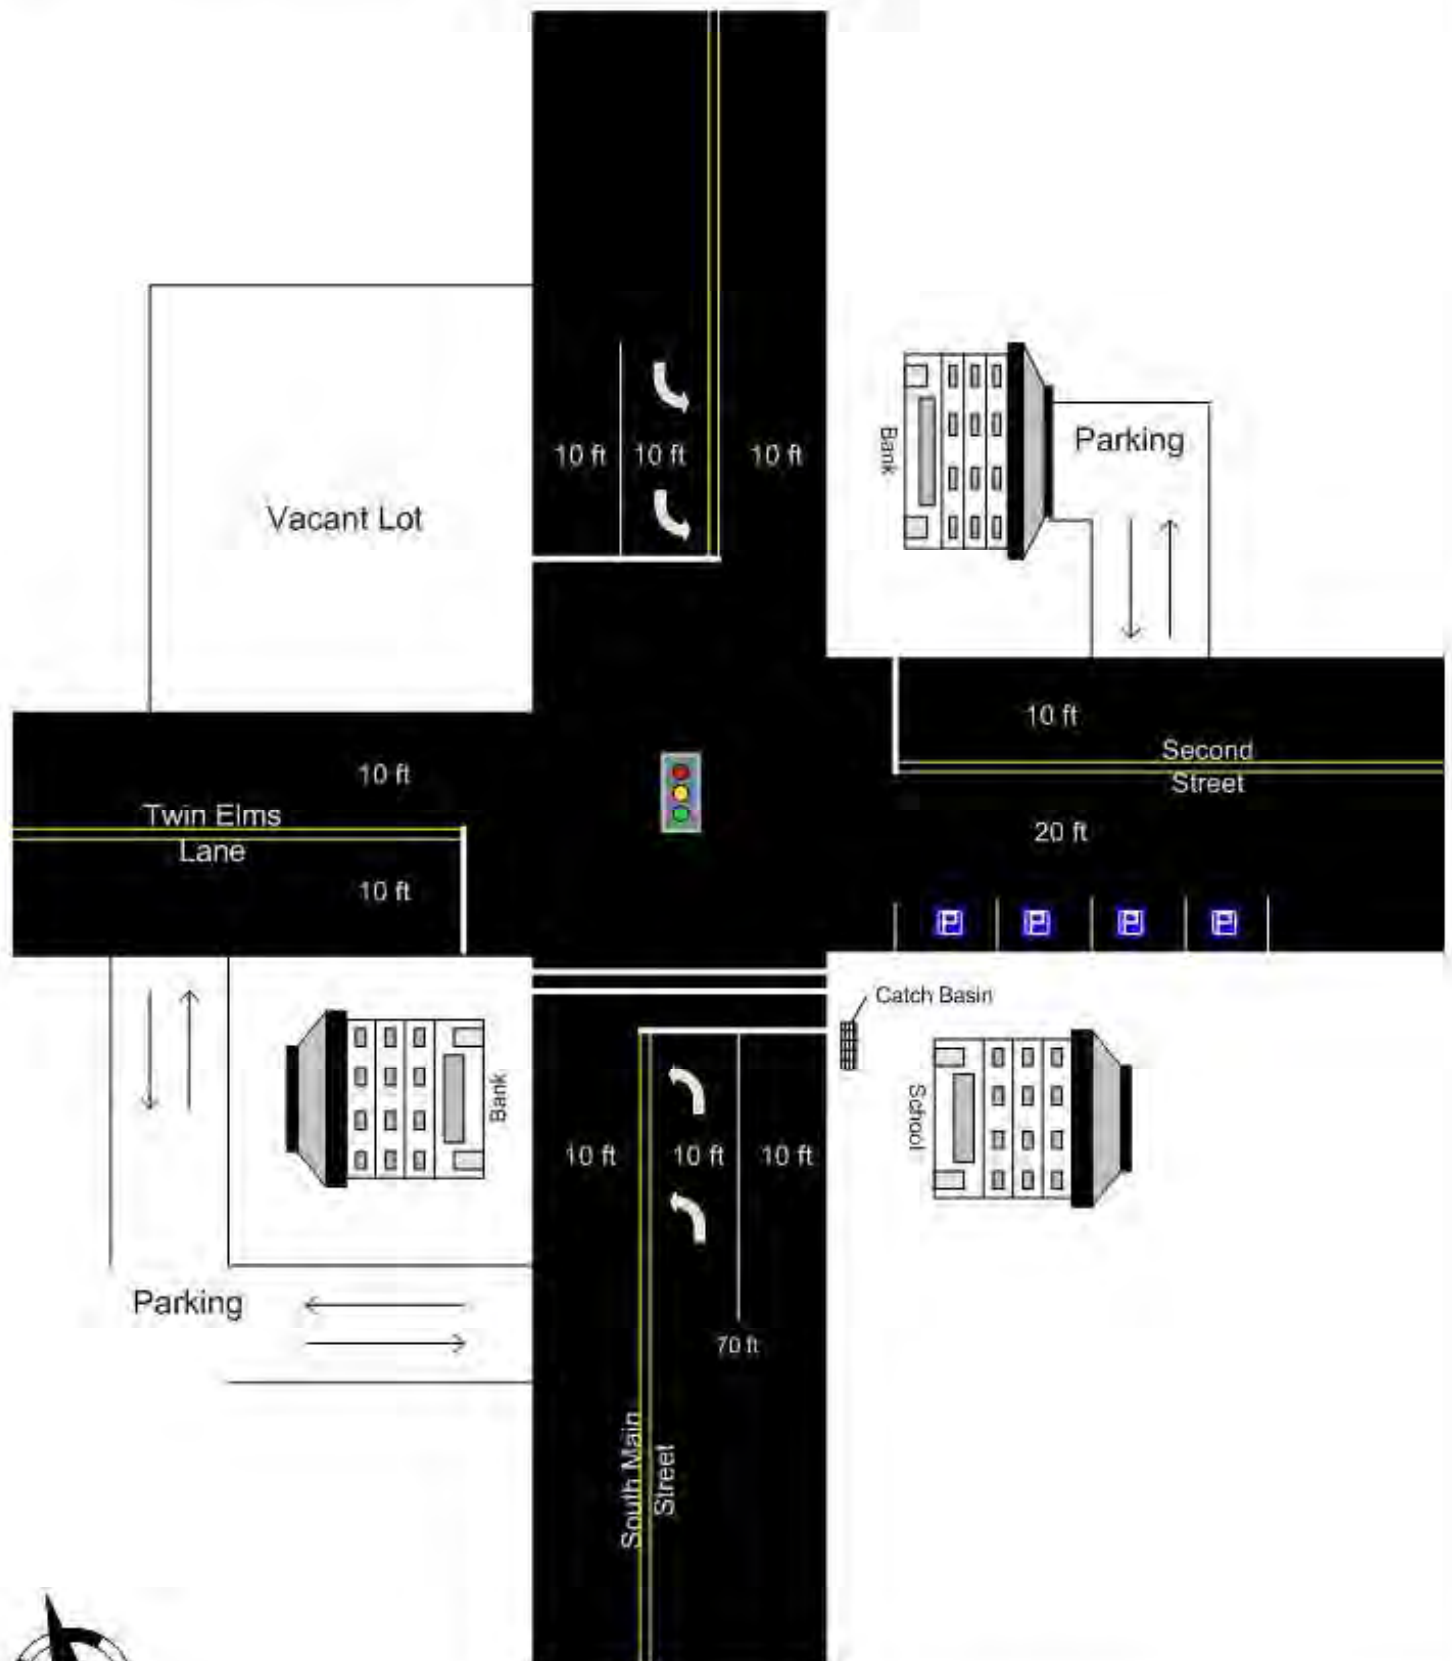 10 ft
10 ft
10 ft
Bank
Parking
Vacant Lot
10 ft
Second
Street
10 ft
Twin Elms
Lane
20 ft
10 ft
P
P
P
P
Catch Basin
Bank
School
10 ft
10 ft
10 ft
Parking
70 ft
South Main
Street